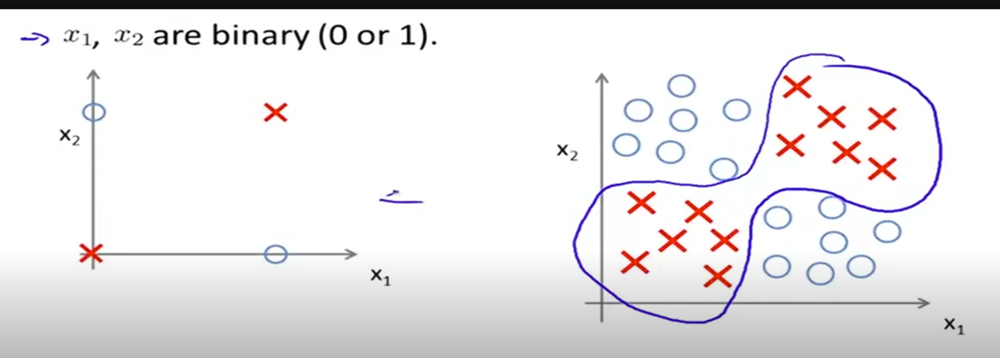 → x₁, x₂ are binary (0 or 1).
x₂
x₁
x₂
x₁